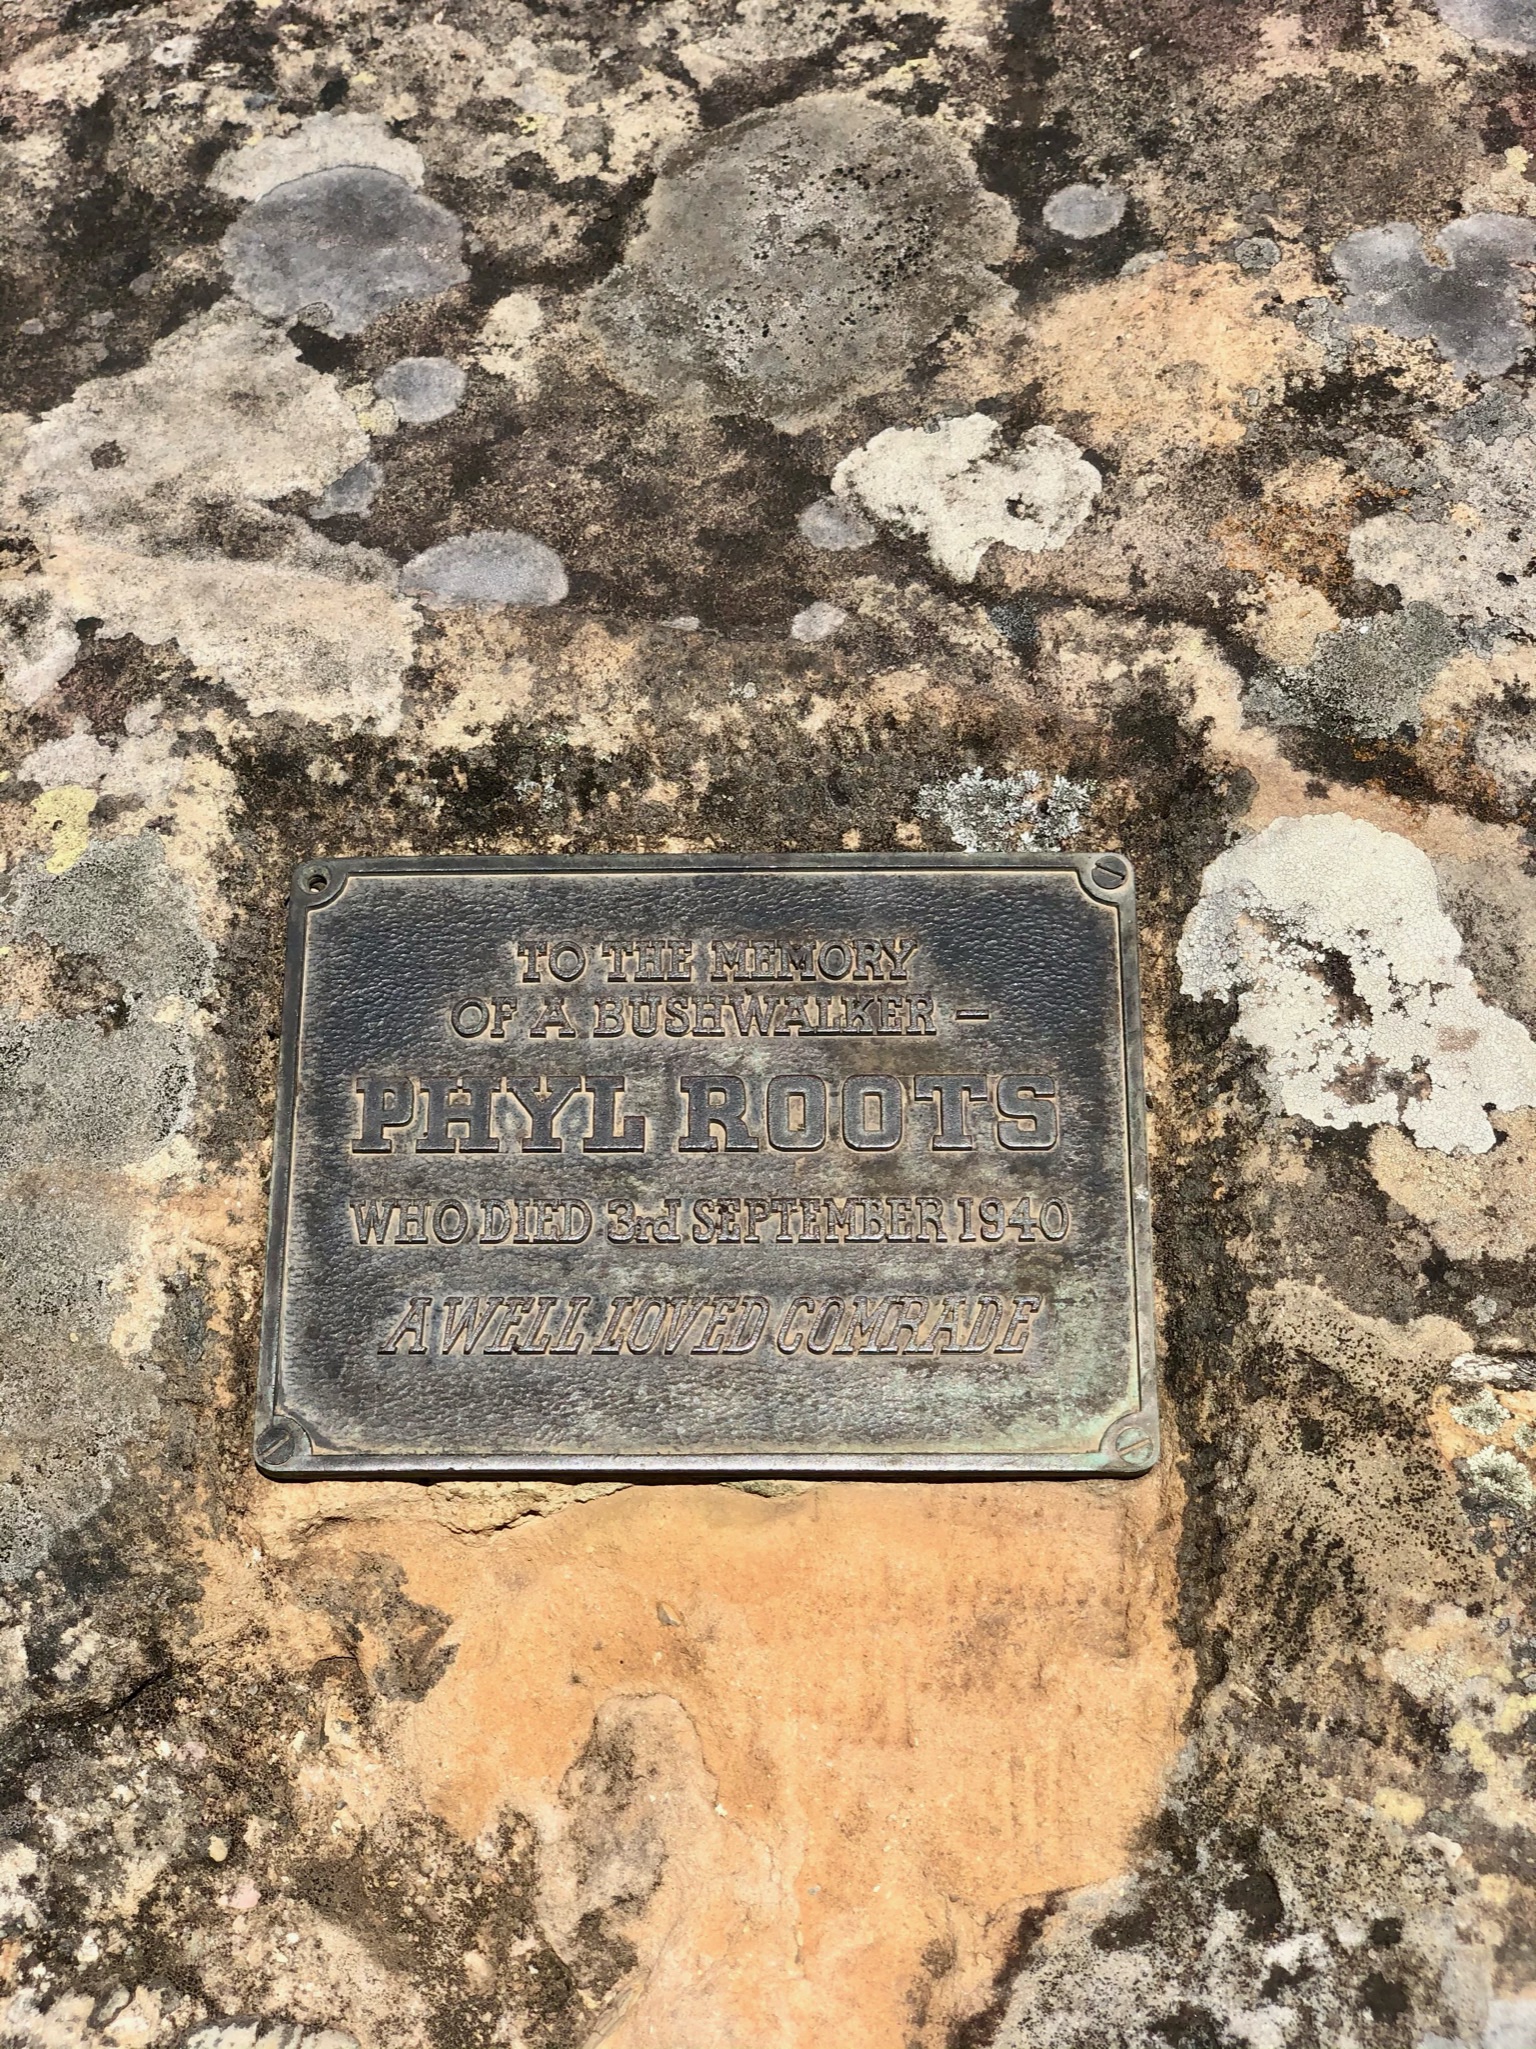 TO THE MEMORY
OF A BUSHWALKER –
PHYL ROOTS
WHO DIED 3rd SEPTEMBER 1940
A WELL LOVED COMRADE